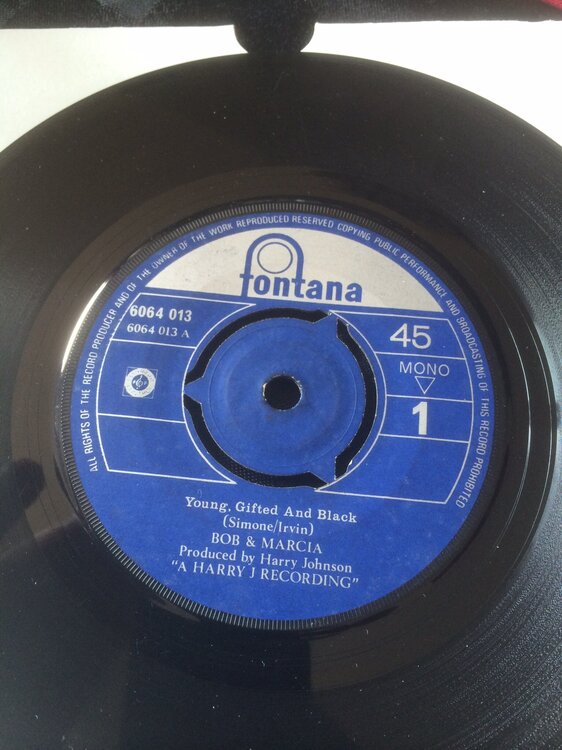 ALL RIGHTS OF THE RECORD PRODUCER AND OF THE OWNER OF THE WORK REPRODUCED RESERVED COPYING PUBLIC PERFORMANCE AND BROADCASTING OF THIS RECORD PROHIBITED
fontana
6064 013
6064 013 A
45
MONO
1
Young, Gifted And Black
(Simone/Irvin)
BOB & MARCIA
Produced by Harry Johnson
"A HARRY J RECORDING"